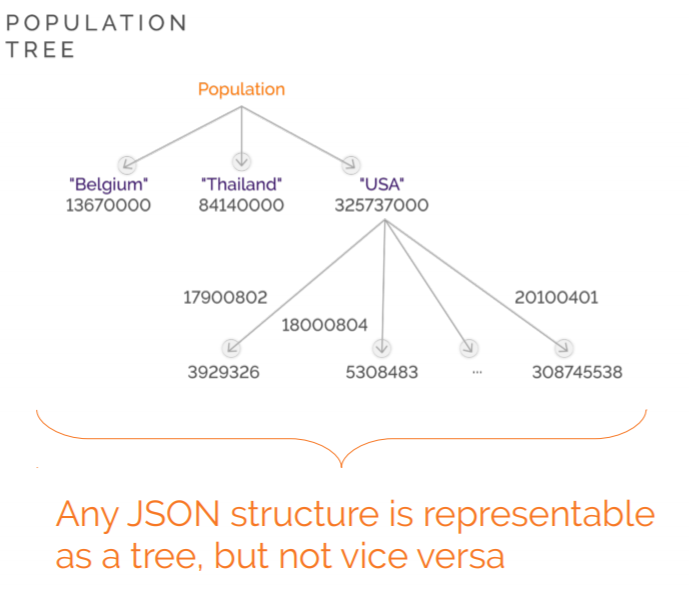 POPULATION
TREE
Population
"Belgium" "Thailand" "USA"
13670000 84140000 325737000
17900802 20100401
18000804
3929326 5308483 ... 308745538
Any JSON structure is representable
as a tree, but not vice versa